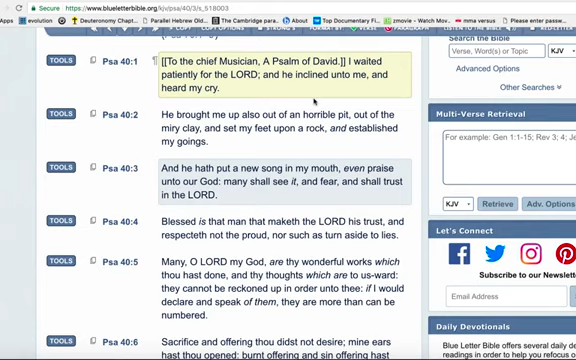 Secure https://www.blueletterbible.org/kjv/psa/40/3/s_518003
Deuteronomy Chapt... Parallel Hebrew Old... The Cambridge para... About Top Documentary Fi... zmovie - Watch Mov... mma versus Please enter passw...
COPY OPTIONS
TOOLS Psa 40:1 ¶ [[To the chief Musician, A Psalm of David.]] I waited
patiently for the LORD; and he inclined unto me, and
heard my cry.
TOOLS Psa 40:2 He brought me up also out of an horrible pit, out of the
miry clay, and set my feet upon a rock, and established
my goings.
TOOLS Psa 40:3 And he hath put a new song in my mouth, even praise
unto our God: many shall see it, and fear, and shall trust
in the LORD.
TOOLS Psa 40:4 Blessed is that man that maketh the LORD his trust, and
respecteth not the proud, nor such as turn aside to lies.
TOOLS Psa 40:5 Many, O LORD my God, are thy wonderful works which
thou hast done, and thy thoughts which are to us-ward:
they cannot be reckoned up in order unto thee: if I would
declare and speak of them, they are more than can be
numbered.
TOOLS Psa 40:6 Sacrifice and offering thou didst not desire; mine ears
hast thou opened: burnt offering and sin offering hast
Search the Bible
Verse, Word(s) or Topic KJV
Advanced Options
Other Searches
Multi-Verse Retrieval
For example: Gen 1:1-15; Rev 3; 4; Je
KJV Retrieve Adv. Options
Let's Connect
Subscribe to our Newslette
Email Address
Daily Devotionals
Blue Letter Bible offers several daily de
readings in order to help you refocus o